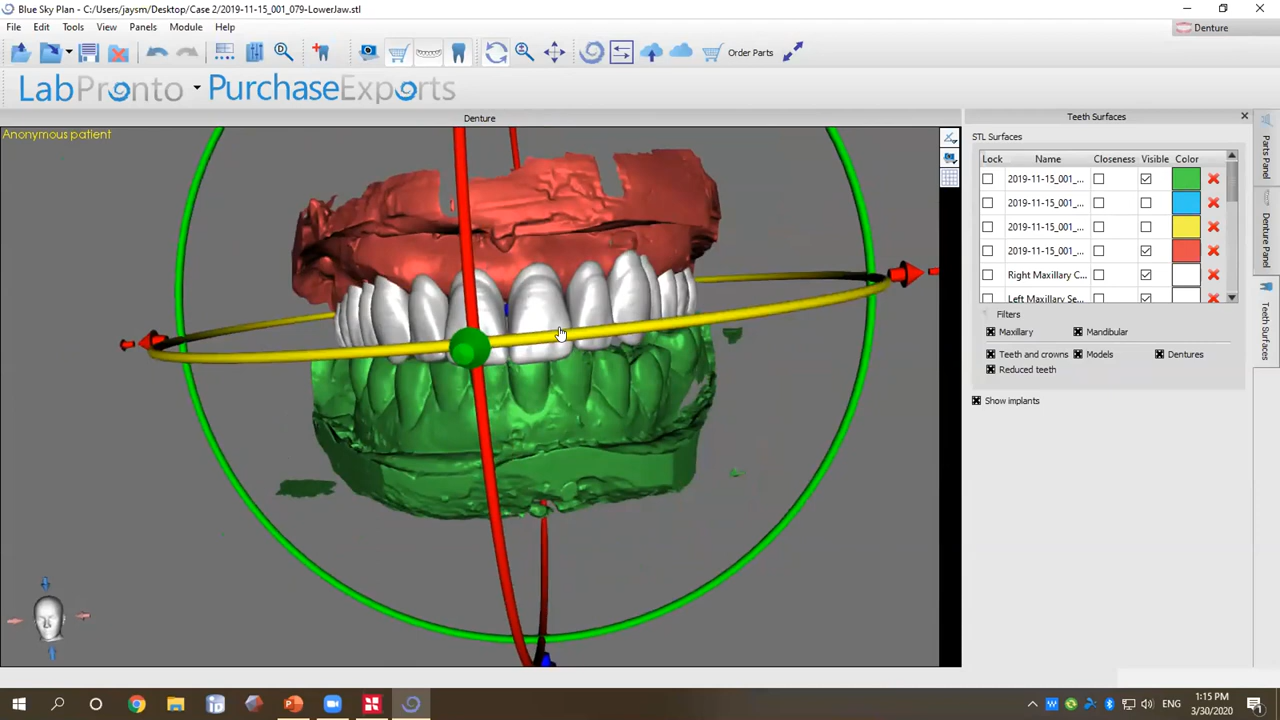 Blue Sky Plan - C:/Users/jaysm/Desktop/Case 2/2019-11-15_001_079-LowerJaw.stl
File Edit Tools View Panels Module Help
Denture
Order Parts
LabPronto PurchaseExports
Denture
Teeth Surfaces
Anonymous patient
STL Surfaces
Lock Name Closeness Visible Color
2019-11-15_001_...
2019-11-15_001_...
2019-11-15_001_...
2019-11-15_001_...
Right Maxillary C...
Left Maxillary Se...
Filters
Maxillary Mandibular
Teeth and crowns Models Dentures
Reduced teeth
Show implants
Parts Panel
Denture Panel
Teeth Surfaces
ENG
1:15 PM
3/30/2020